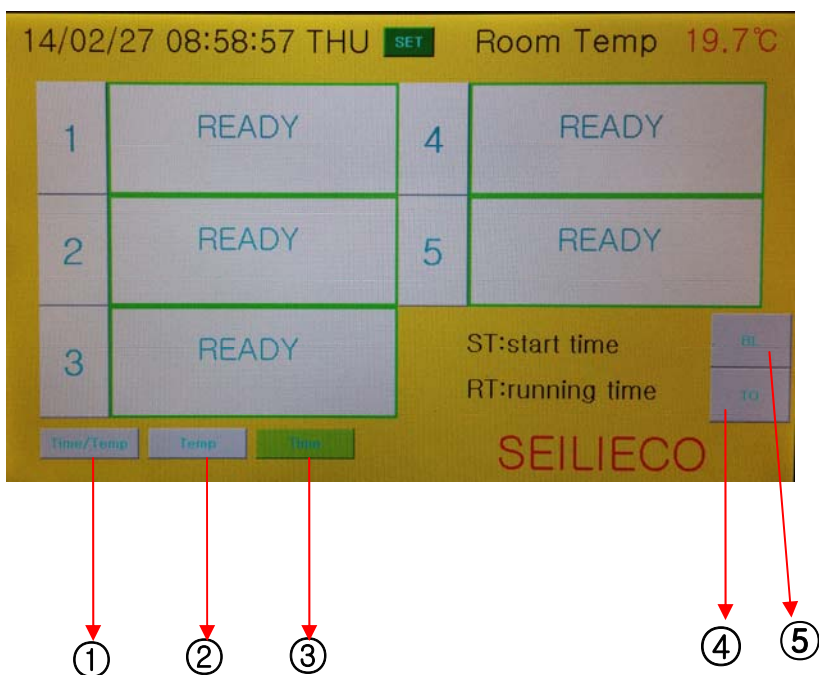 14/02/27 08:58:57 THU SET Room Temp 19.7℃
1 READY 4 READY
2 READY 5 READY
3 READY
ST:start time BL
RT:running time TO
Time/Temp Temp Time
SEILIECO
① ② ③ ④ ⑤